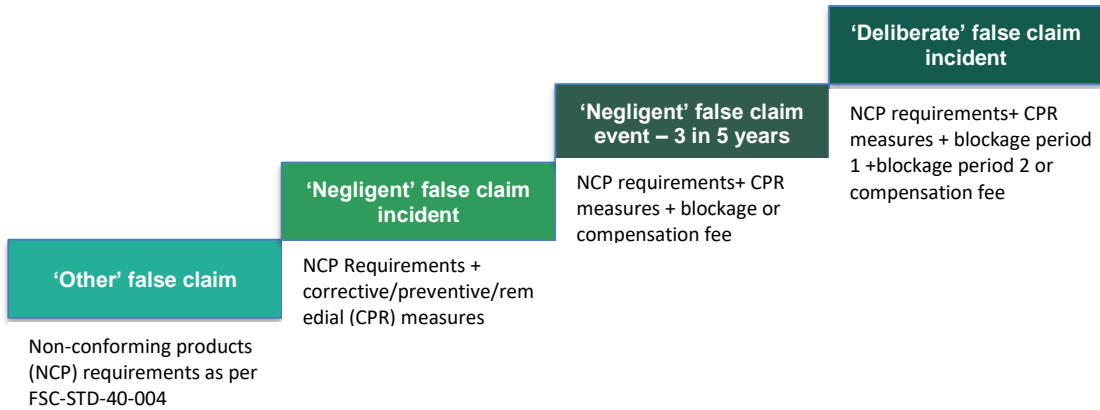 ‘Other’ false claim
Non-conforming products
(NCP) requirements as per
FSC-STD-40-004
‘Negligent’ false claim
incident
NCP Requirements +
corrective/preventive/rem
edial (CPR) measures
‘Negligent’ false claim
event – 3 in 5 years
NCP requirements+ CPR
measures + blockage or
compensation fee
‘Deliberate’ false claim
incident
NCP requirements+ CPR
measures + blockage period
1 +blockage period 2 or
compensation fee